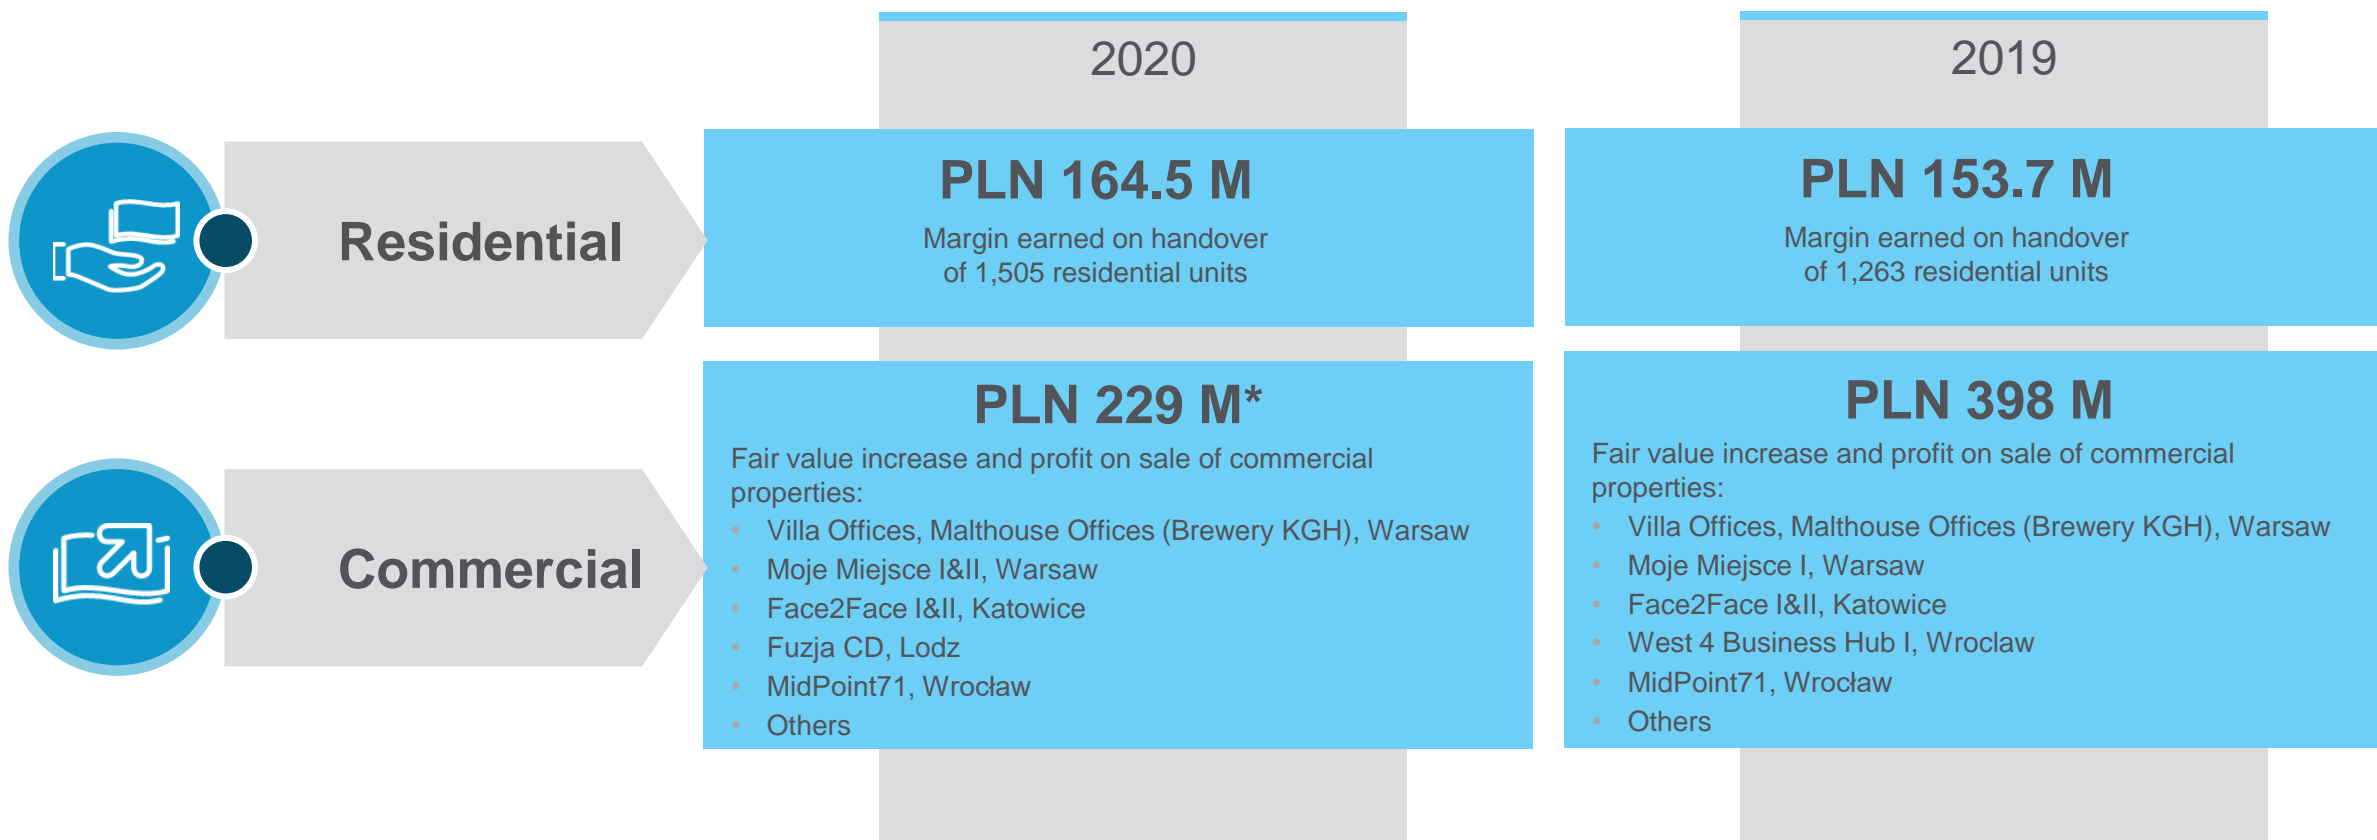 2020
2019
Residential
PLN 164.5 M
Margin earned on handover
of 1,505 residential units
PLN 153.7 M
Margin earned on handover
of 1,263 residential units
Commercial
PLN 229 M*
Fair value increase and profit on sale of commercial
properties:
• Villa Offices, Malthouse Offices (Brewery KGH), Warsaw
• Moje Miejsce I&II, Warsaw
• Face2Face I&II, Katowice
• Fuzja CD, Lodz
• MidPoint71, Wrocław
• Others
PLN 398 M
Fair value increase and profit on sale of commercial
properties:
• Villa Offices, Malthouse Offices (Brewery KGH), Warsaw
• Moje Miejsce I, Warsaw
• Face2Face I&II, Katowice
• West 4 Business Hub I, Wroclaw
• MidPoint71, Wrocław
• Others